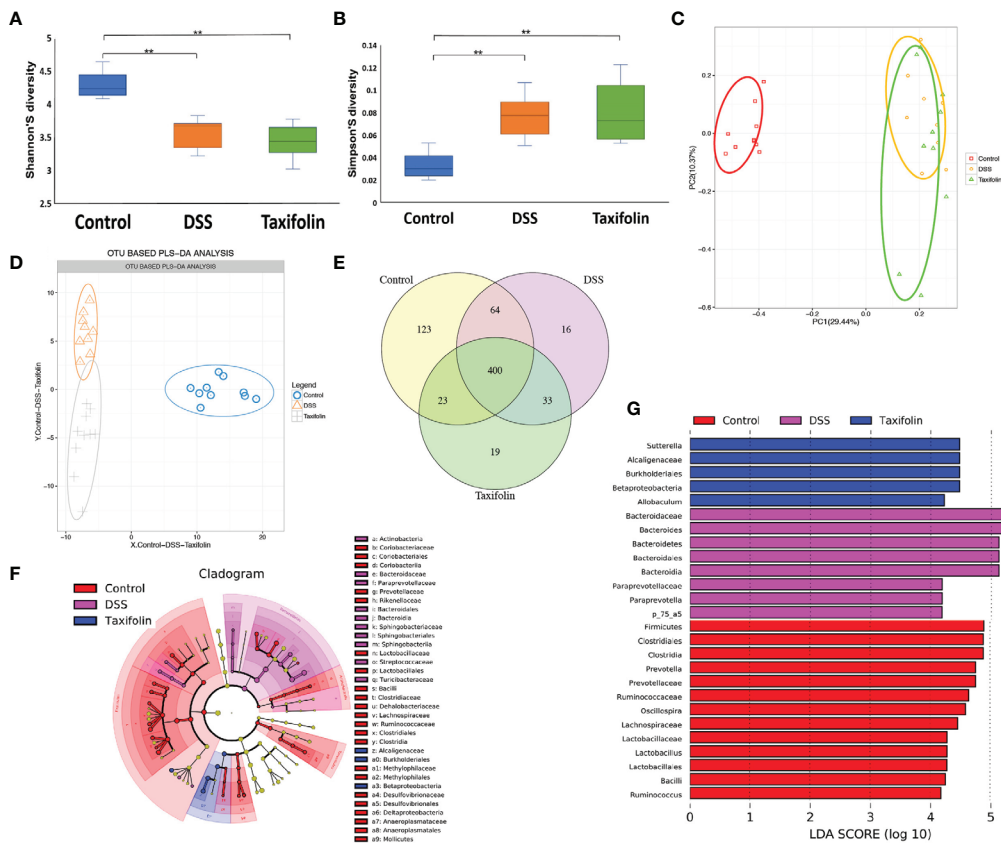 A
Shannon'S diversity
5
4.5
4
3.5
3
2.5
**
**
Control
DSS
Taxifolin
B
Simpson'S diversity
0.14
0.12
0.1
0.08
0.06
0.04
0.02
0
**
**
Control
DSS
Taxifolin
C
PC2(10.37%)
0.2
0.0
-0.2
-0.4
-0.6
-0.4
-0.2
0.0
0.2
0.4
PC1(29.44%)
Control
DSS
Taxifolin
D
OTU BASED PLS-DA ANALYSIS
OTU BASED PLS-DA ANALYSIS
Y.Control-DSS-Taxifolin
10
5
0
-5
-10
-10
0
10
20
X.Control-DSS-Taxifolin
Legend
Control
DSS
Taxifolin
E
Control
DSS
123
64
16
400
23
33
19
Taxifolin
F
Cladogram
Control
DSS
Taxifolin
a: Actinobacteria
b: Coriobacteriaceae
c: Coriobacteriales
d: Coriobacteriia
e: Bacteroidaceae
f: Paraprevotellaceae
g: Prevotellaceae
h: Rikenellaceae
i: Bacteroidales
j: Bacteroidia
k: Sphingobacteriaceae
l: Sphingobacteriales
m: Sphingobacteriia
n: Lactobacillaceae
o: Streptococcaceae
p: Lactobacillales
q: Turicibacteraceae
s: Bacilli
t: Clostridiaceae
u: Dehalobacteriaceae
v: Lachnospiraceae
w: Ruminococcaceae
x: Clostridiales
y: Clostridia
z: Alcaligenaceae
a0: Burkholderiales
a1: Methylophilaceae
a2: Methylophilales
a3: Betaproteobacteria
a4: Desulfovibrionaceae
a5: Desulfovibrionales
a6: Deltaproteobacteria
a7: Anaeroplasmataceae
a8: Anaeroplasmatales
a9: Mollicutes
G
Control
DSS
Taxifolin
Sutterella
Alcaligenaceae
Burkholderiales
Betaproteobacteria
Allobaculum
Bacteroidaceae
Bacteroides
Bacteroidetes
Bacteroidales
Bacteroidia
Paraprevotellaceae
Paraprevotella
p_75_a5
Firmicutes
Clostridiales
Clostridia
Prevotella
Prevotellaceae
Ruminococcaceae
Oscillospira
Lachnospiraceae
Lactobacillaceae
Lactobacillus
Lactobacillales
Bacilli
Ruminococcus
0
1
2
3
4
5
LDA SCORE (log 10)